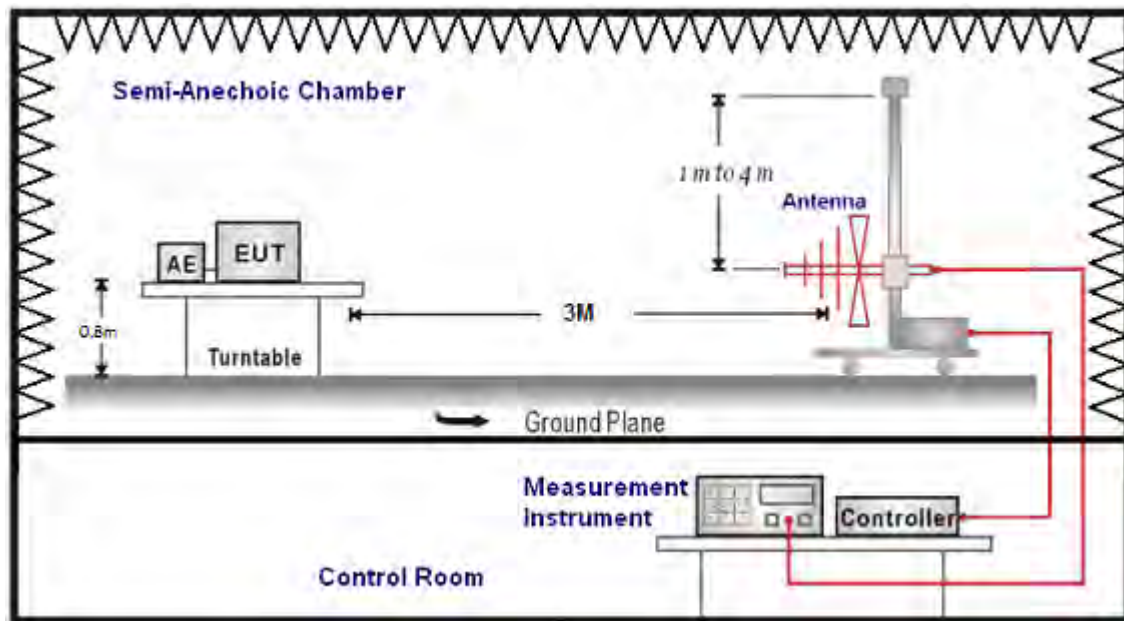 Semi-Anechoic Chamber
1 m to 4 m
Antenna
AE
EUT
0.8m
3M
Turntable
Ground Plane
Measurement
Instrument
Controller
Control Room